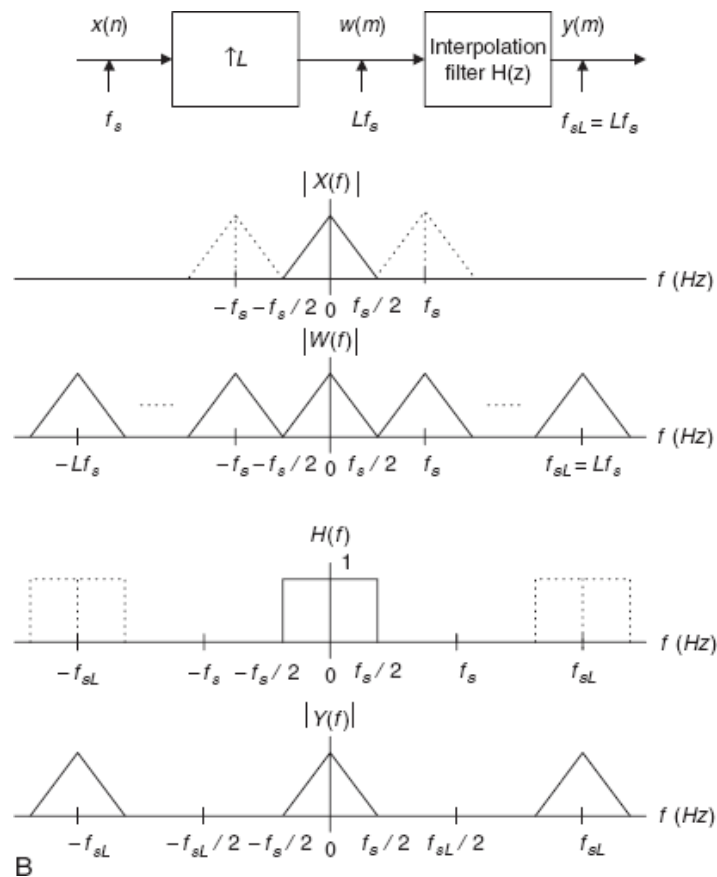 x(n) w(m) y(m)
↑L
Interpolation
filter H(z)
f_s Lf_s f_sL = Lf_s
|X(f)|
f (Hz)
−f_s −f_s / 2 0 f_s / 2 f_s
|W(f)|
f (Hz)
−Lf_s −f_s −f_s / 2 0 f_s / 2 f_s f_sL = Lf_s
H(f)
1
f (Hz)
−f_sL −f_s −f_s / 2 0 f_s / 2 f_s f_sL
|Y(f)|
f (Hz)
−f_sL −f_sL / 2 −f_s / 2 0 f_s / 2 f_sL / 2 f_sL
B